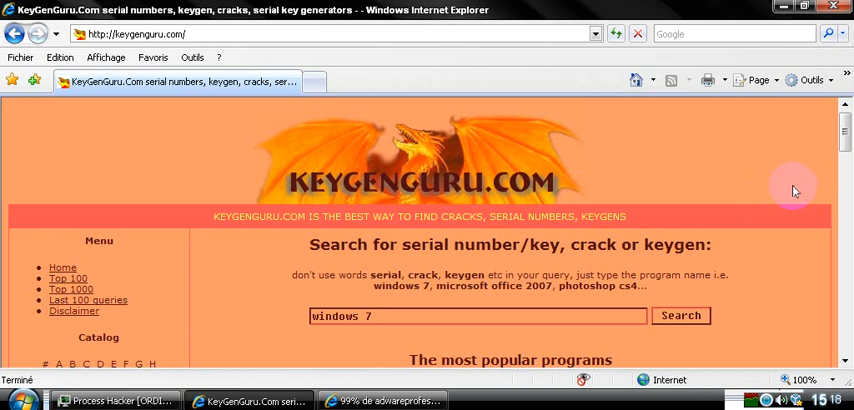 KeyGenGuru.Com serial numbers, keygen, cracks, serial key generators - - Windows Internet Explorer
http://keygenguru.com/
Google
Fichier Edition Affichage Favoris Outils ?
KeyGenGuru.Com serial numbers, keygen, cracks, ser...
Page Outils
KEYGENGURU.COM
KEYGENGURU.COM IS THE BEST WAY TO FIND CRACKS, SERIAL NUMBERS, KEYGENS
Menu
Home
Top 100
Top 1000
Last 100 queries
Disclaimer
Catalog
# A B C D E F G H
Search for serial number/key, crack or keygen:
don't use words serial, crack, keygen etc in your query, just type the program name i.e.
windows 7, microsoft office 2007, photoshop cs4...
windows 7 Search
The most popular programs
Terminé Internet 100%
Process Hacker [ORDI... KeyGenGuru.Com seri... 99% de adwareprofes... 15 18